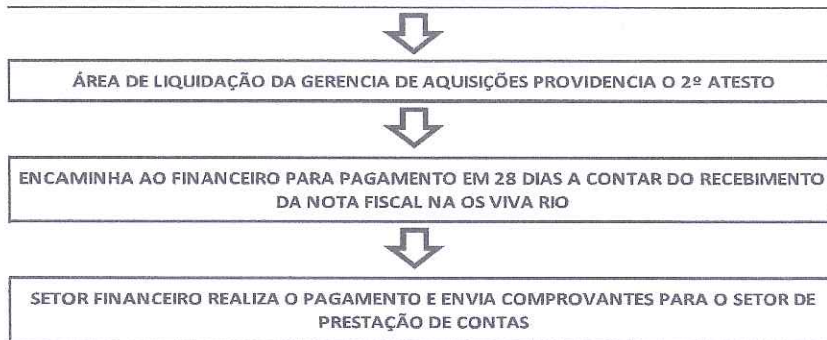 ÁREA DE LIQUIDAÇÃO DA GERENCIA DE AQUISIÇÕES PROVIDENCIA O 2º ATESTO
ENCAMINHA AO FINANCEIRO PARA PAGAMENTO EM 28 DIAS A CONTAR DO RECEBIMENTO
DA NOTA FISCAL NA OS VIVA RIO
SETOR FINANCEIRO REALIZA O PAGAMENTO E ENVIA COMPROVANTES PARA O SETOR DE
PRESTAÇÃO DE CONTAS